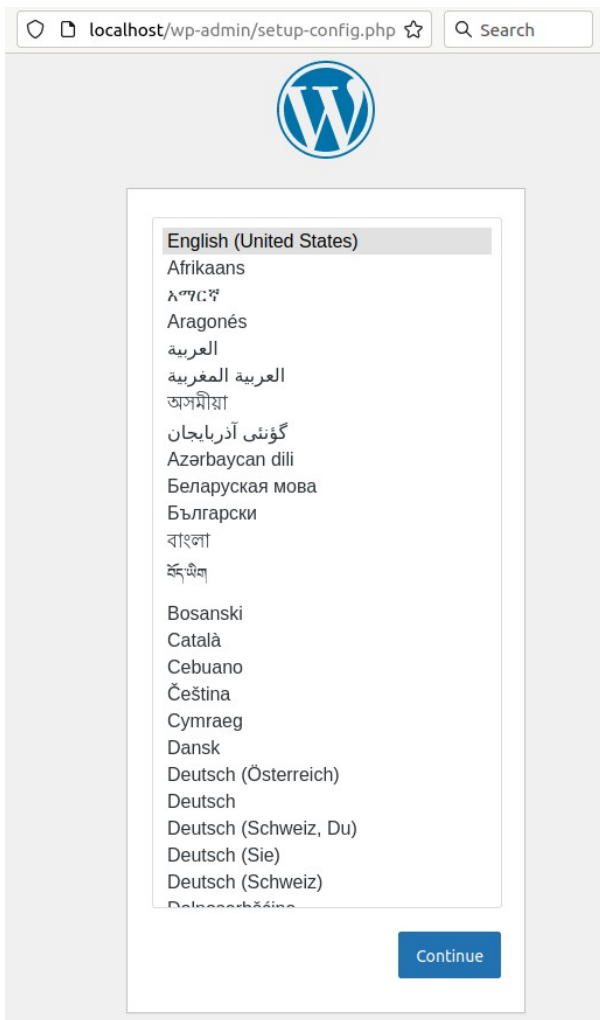 localhost/wp-admin/setup-config.php
Search
English (United States)
Afrikaans
አማርኛ
Aragonés
العربية
العربية المغربية
অসমীয়া
گؤنئی آذربایجان
Azərbaycan dili
Беларуская мова
Български
বাংলা
བོད་ཡིག
Bosanski
Català
Cebuano
Čeština
Cymraeg
Dansk
Deutsch (Österreich)
Deutsch
Deutsch (Schweiz, Du)
Deutsch (Sie)
Deutsch (Schweiz)
Continue